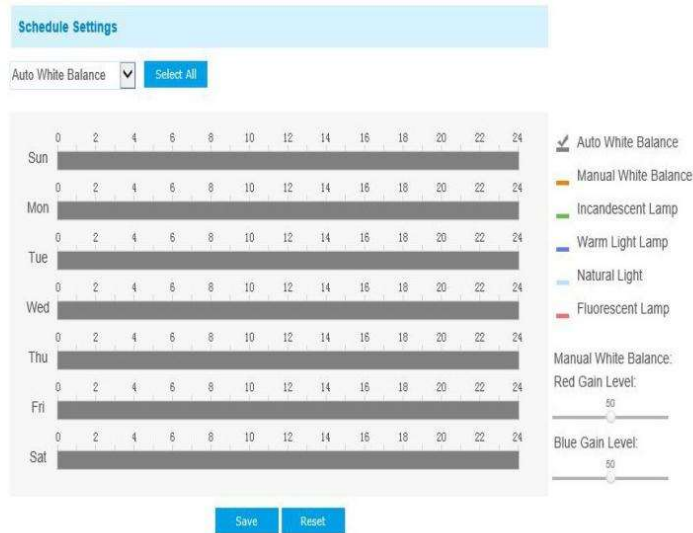 Schedule Settings
Auto White Balance Select All
0 2 4 6 8 10 12 14 16 18 20 22 24
Sun
0 2 4 6 8 10 12 14 16 18 20 22 24
Mon
0 2 4 6 8 10 12 14 16 18 20 22 24
Tue
0 2 4 6 8 10 12 14 16 18 20 22 24
Wed
0 2 4 6 8 10 12 14 16 18 20 22 24
Thu
0 2 4 6 8 10 12 14 16 18 20 22 24
Fri
0 2 4 6 8 10 12 14 16 18 20 22 24
Sat
Auto White Balance
Manual White Balance
Incandescent Lamp
Warm Light Lamp
Natural Light
Fluorescent Lamp
Manual White Balance:
Red Gain Level:
50
Blue Gain Level:
50
Save Reset